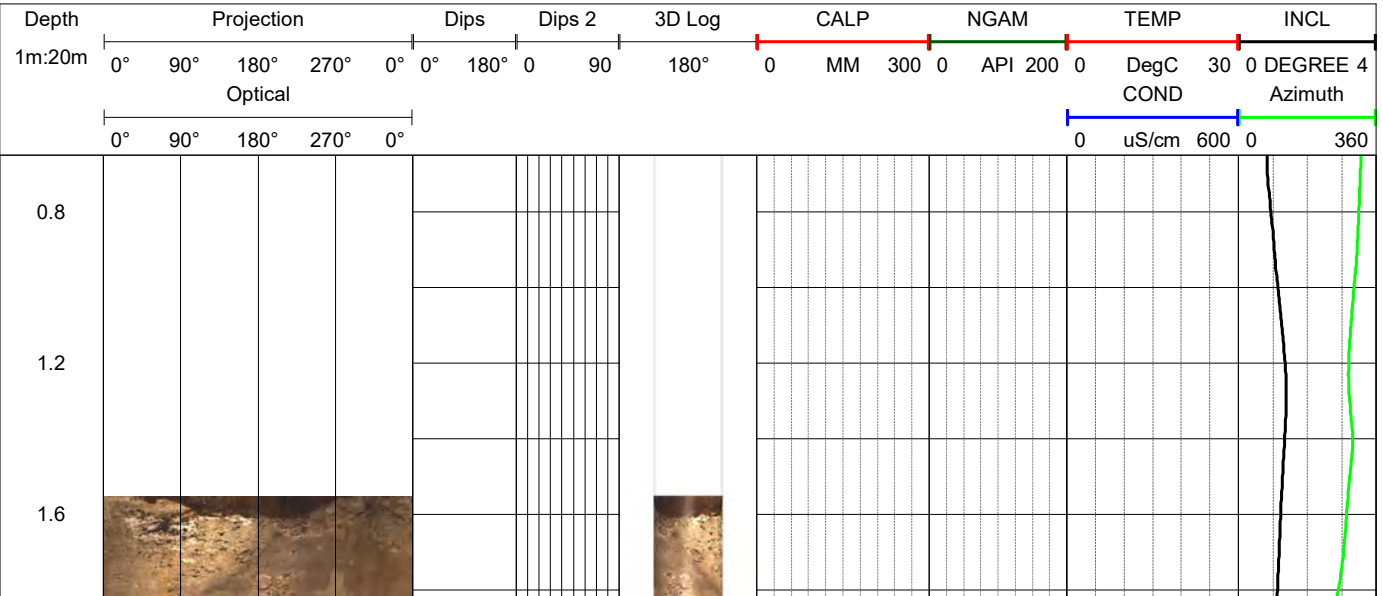 Depth Projection Dips Dips 2 3D Log CALP NGAM TEMP INCL
1m:20m 0° 90° 180° 270° 0° 0° 180° 0 90 180° 0 MM 300 0 API 200 0 DegC 30 0 DEGREE 4
Optical COND Azimuth
0° 90° 180° 270° 0° 0 uS/cm 600 0 360
0.8
1.2
1.6